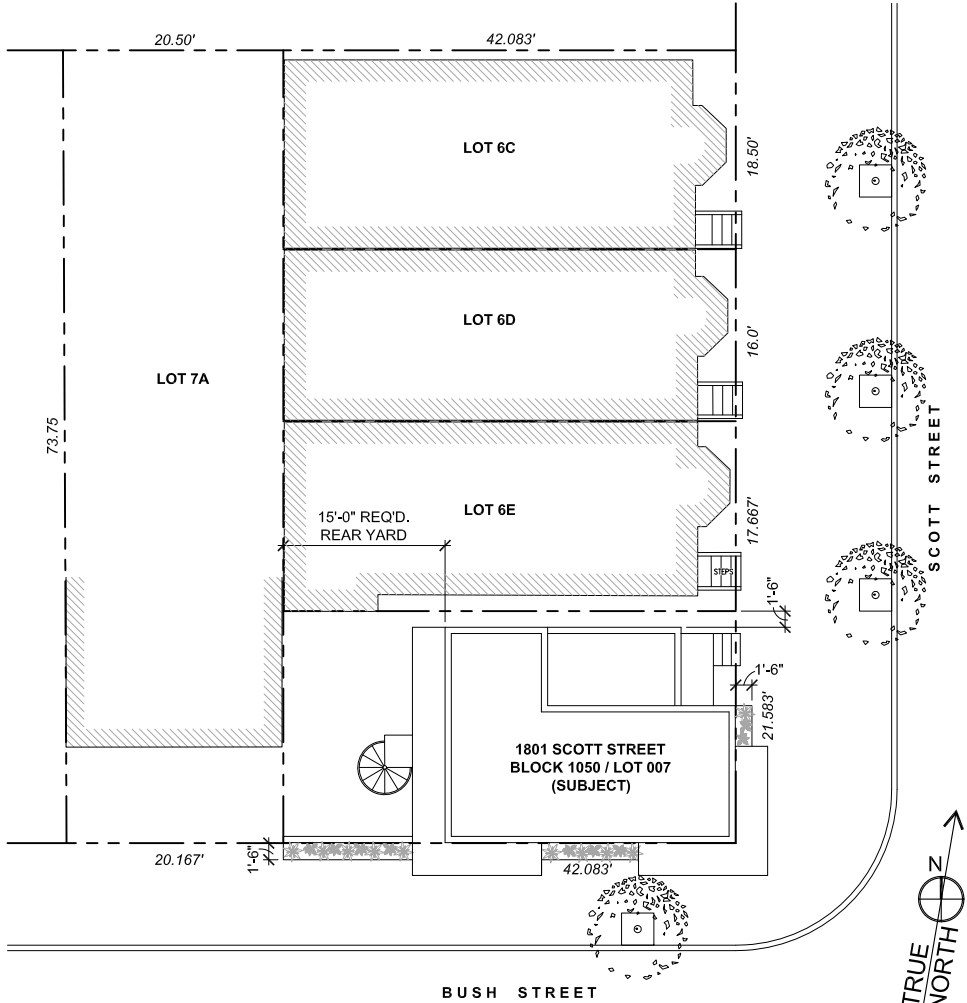 20.50'
42.083'
LOT 6C
18.50'
LOT 6D
16.0'
LOT 7A
73.75
SCOTT STREET
LOT 6E
15'-0" REQ'D.
REAR YARD
17.667'
STEPS
1'-6"
1'-6"
21.583'
1801 SCOTT STREET
BLOCK 1050 / LOT 007
(SUBJECT)
20.167'
1'-6"
42.083'
N
TRUE
NORTH
BUSH STREET